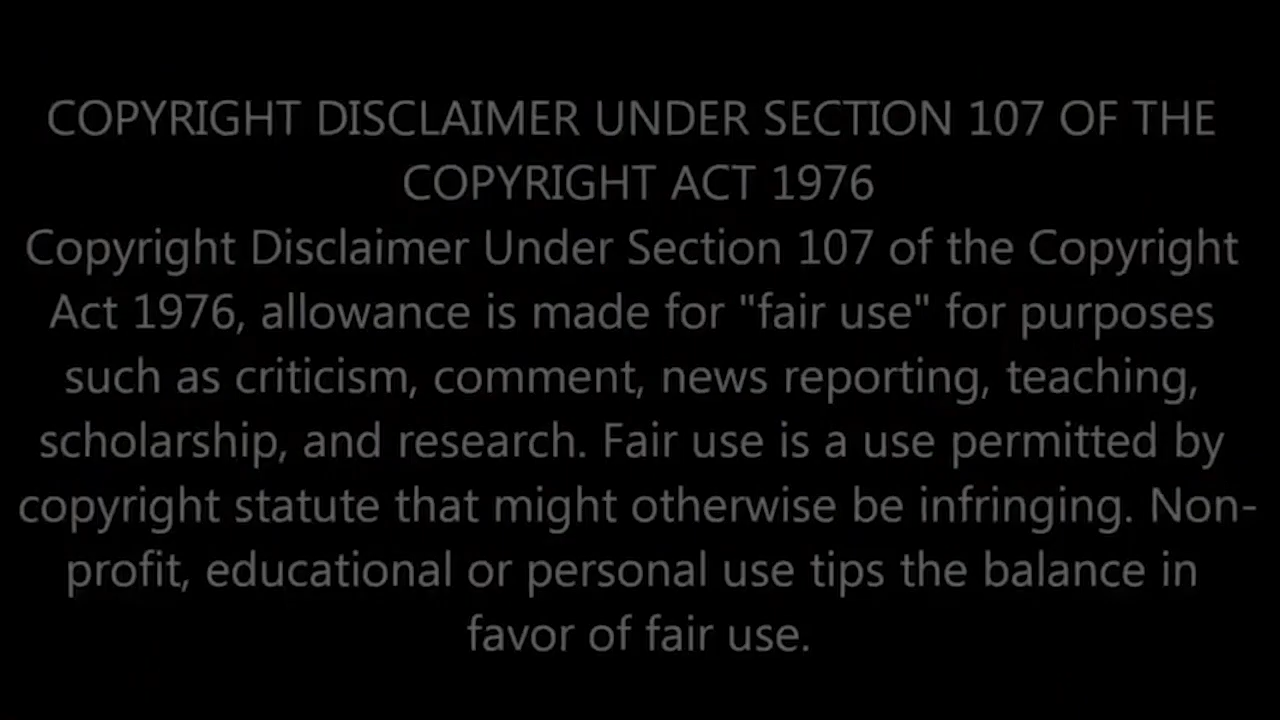 COPYRIGHT DISCLAIMER UNDER SECTION 107 OF THE
COPYRIGHT ACT 1976
Copyright Disclaimer Under Section 107 of the Copyright
Act 1976, allowance is made for "fair use" for purposes
such as criticism, comment, news reporting, teaching,
scholarship, and research. Fair use is a use permitted by
copyright statute that might otherwise be infringing. Non-
profit, educational or personal use tips the balance in
favor of fair use.